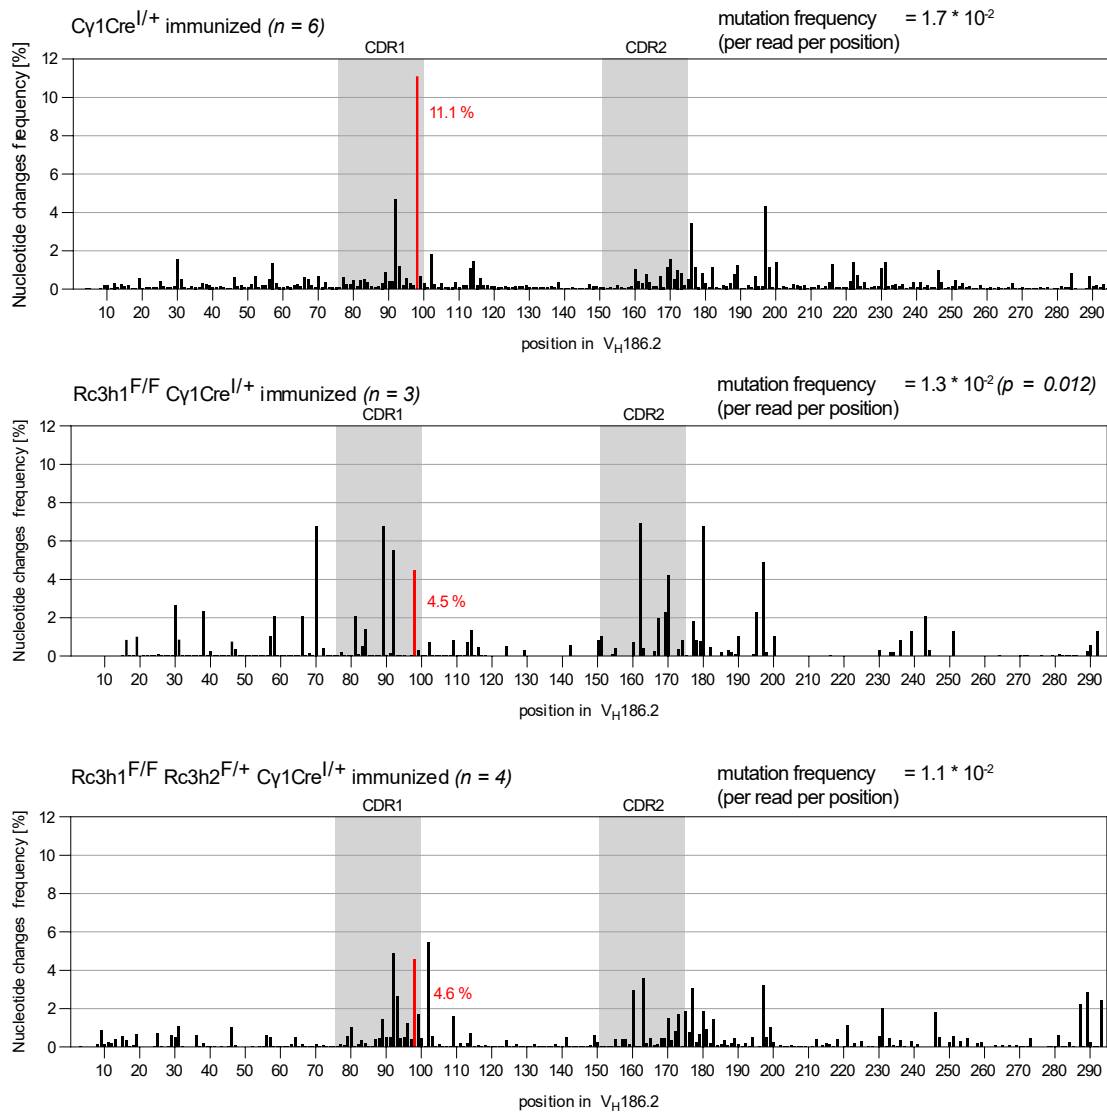 Cγ1Cre^I/+ immunized (n = 6)
mutation frequency = 1.7 * 10^-2
(per read per position)
CDR1 CDR2
Nucleotide changes frequency [%]
12
10
8
6
4
2
0
11.1 %
10 20 30 40 50 60 70 80 90 100 110 120 130 140 150 160 170 180 190 200 210 220 230 240 250 260 270 280 290
position in V_H186.2
Rc3h1^F/F Cγ1Cre^I/+ immunized (n = 3)
mutation frequency = 1.3 * 10^-2 (p = 0.012)
(per read per position)
CDR1 CDR2
Nucleotide changes frequency [%]
12
10
8
6
4
2
0
4.5 %
10 20 30 40 50 60 70 80 90 100 110 120 130 140 150 160 170 180 190 200 210 220 230 240 250 260 270 280 290
position in V_H186.2
Rc3h1^F/F Rc3h2^F/+ Cγ1Cre^I/+ immunized (n = 4)
mutation frequency = 1.1 * 10^-2
(per read per position)
CDR1 CDR2
Nucleotide changes frequency [%]
12
10
8
6
4
2
0
4.6 %
10 20 30 40 50 60 70 80 90 100 110 120 130 140 150 160 170 180 190 200 210 220 230 240 250 260 270 280 290
position in V_H186.2